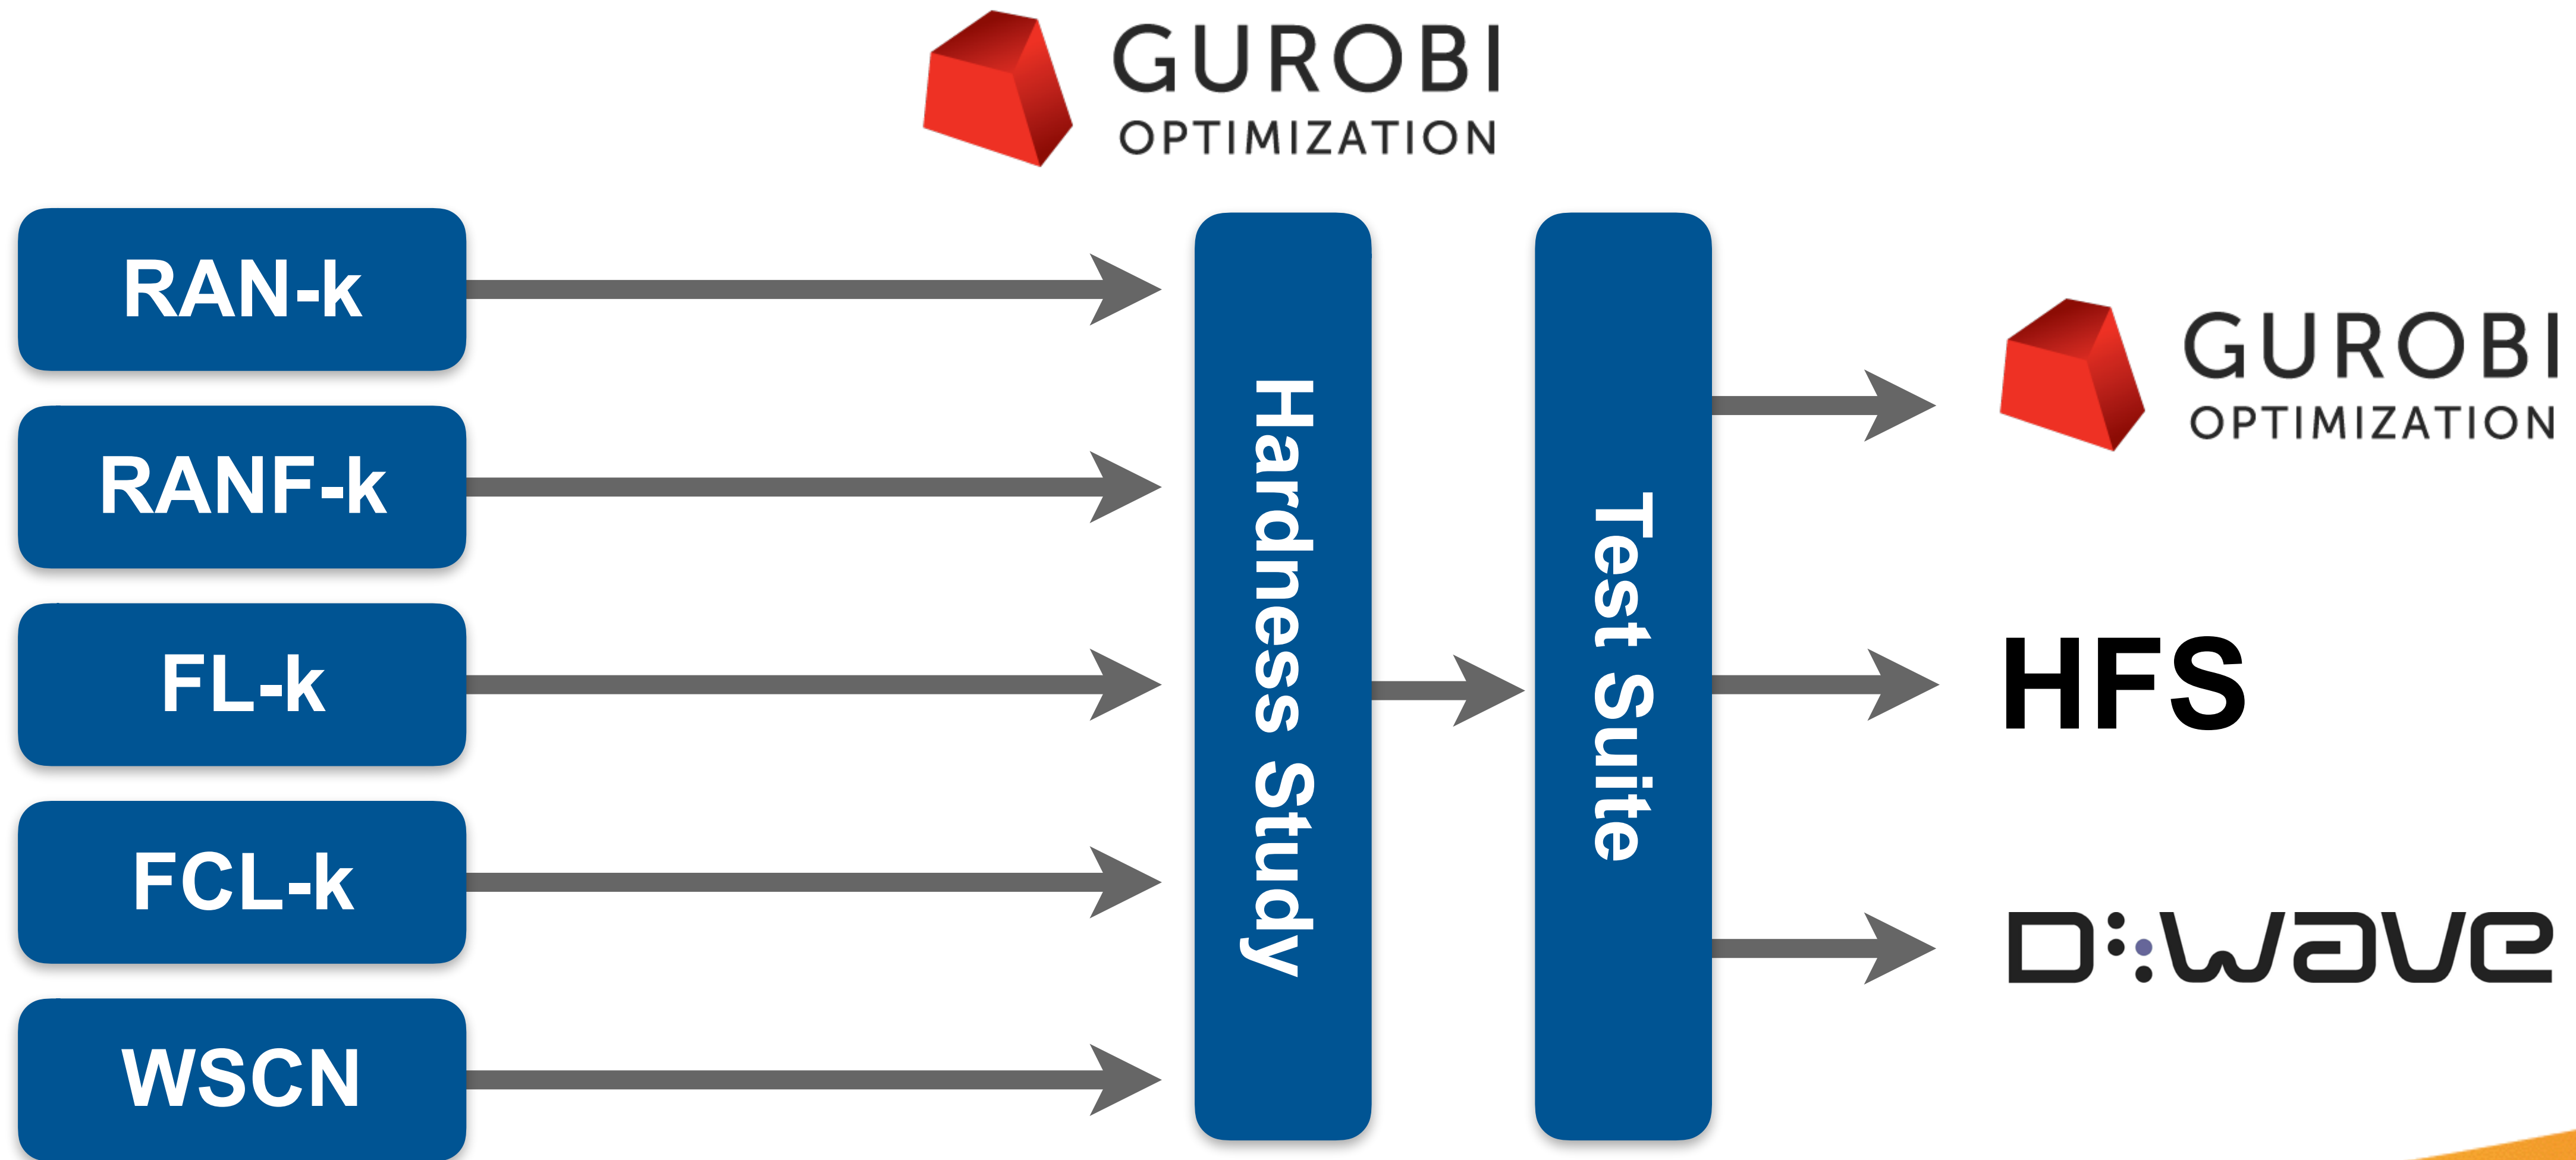 GUROBI
OPTIMIZATION
RAN-k
RANF-k
FL-k
FCL-k
WSCN
Hardness Study
Test Suite
GUROBI
OPTIMIZATION
HFS
D:wave